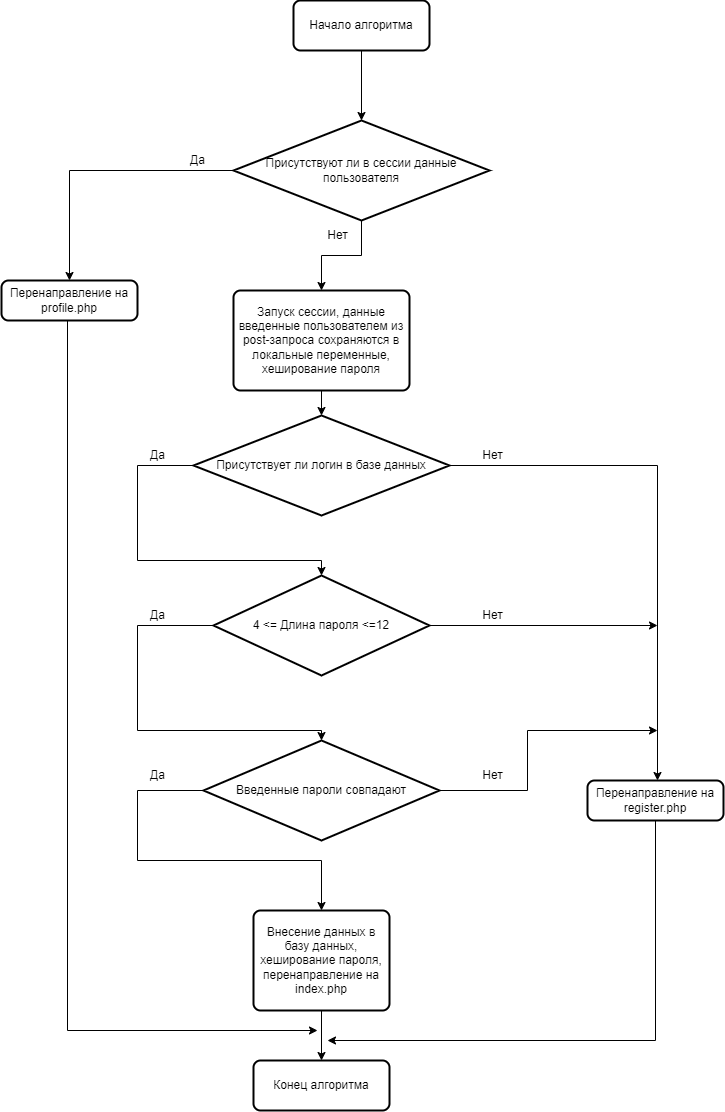 Начало алгоритма
Присутствуют ли в сессии данные
пользователя
Да
Нет
Перенаправление на
profile.php
Запуск сессии, данные
введенные пользователем из
post-запроса сохраняются в
локальные переменные,
хеширование пароля
Да
Присутствует ли логин в базе данных
Нет
Да
4 <= Длина пароля <=12
Нет
Да
Введенные пароли совпадают
Нет
Перенаправление на
register.php
Внесение данных в
базу данных,
хеширование пароля,
перенаправление на
index.php
Конец алгоритма